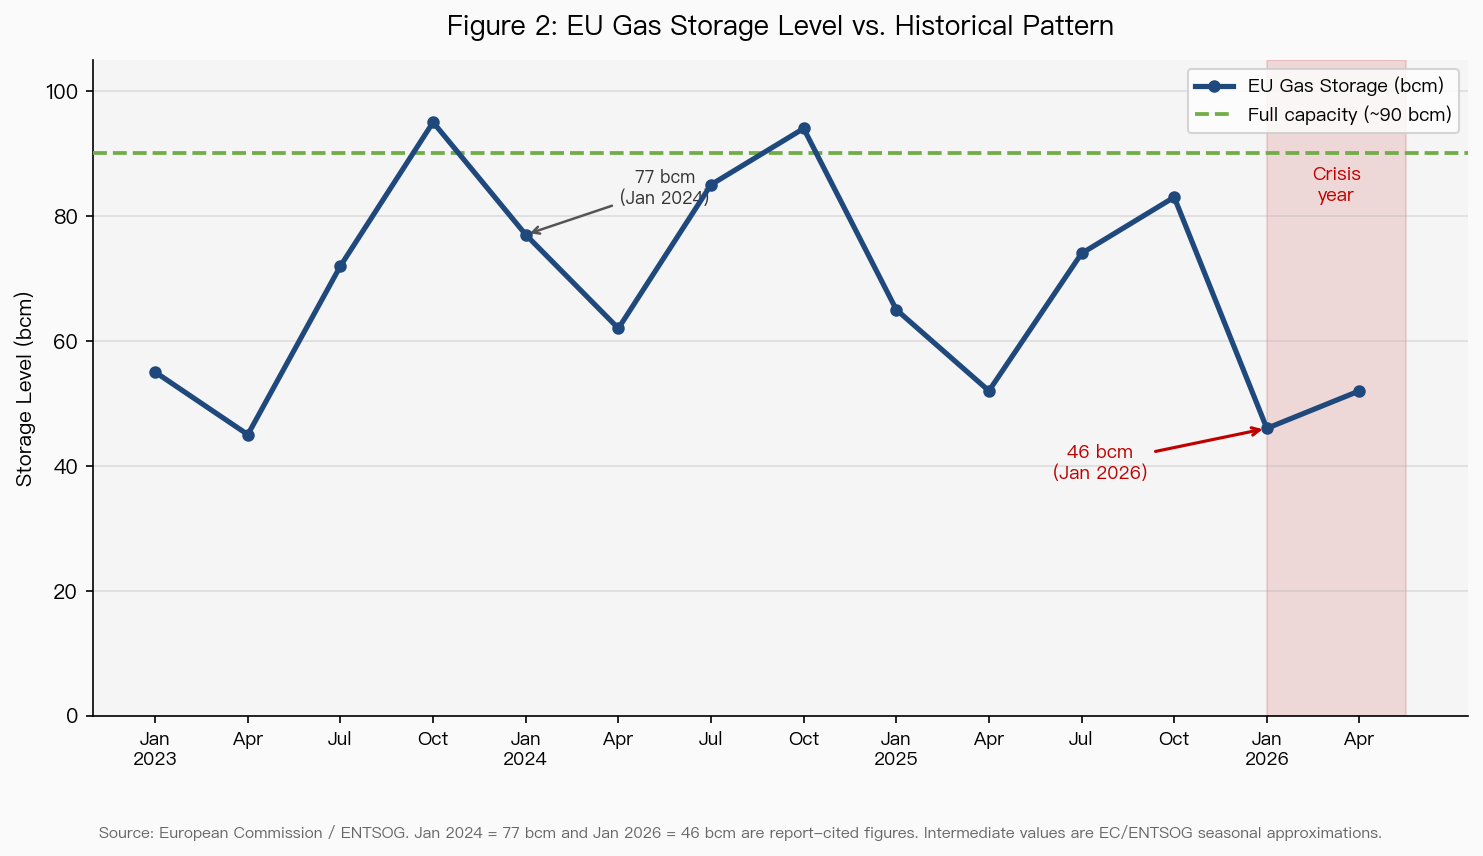 Figure 2: EU Gas Storage Level vs. Historical Pattern
EU Gas Storage (bcm)
Full capacity (~90 bcm)
Storage Level (bcm)
100
80
60
40
20
0
77 bcm
(Jan 2024)
Crisis
year
46 bcm
(Jan 2026)
Jan Apr Jul Oct Jan Apr Jul Oct Jan Apr Jul Oct Jan Apr
2023 2024 2025 2026
Source: European Commission / ENTSOG. Jan 2024 = 77 bcm and Jan 2026 = 46 bcm are report–cited figures. Intermediate values are EC/ENTSOG seasonal approximations.